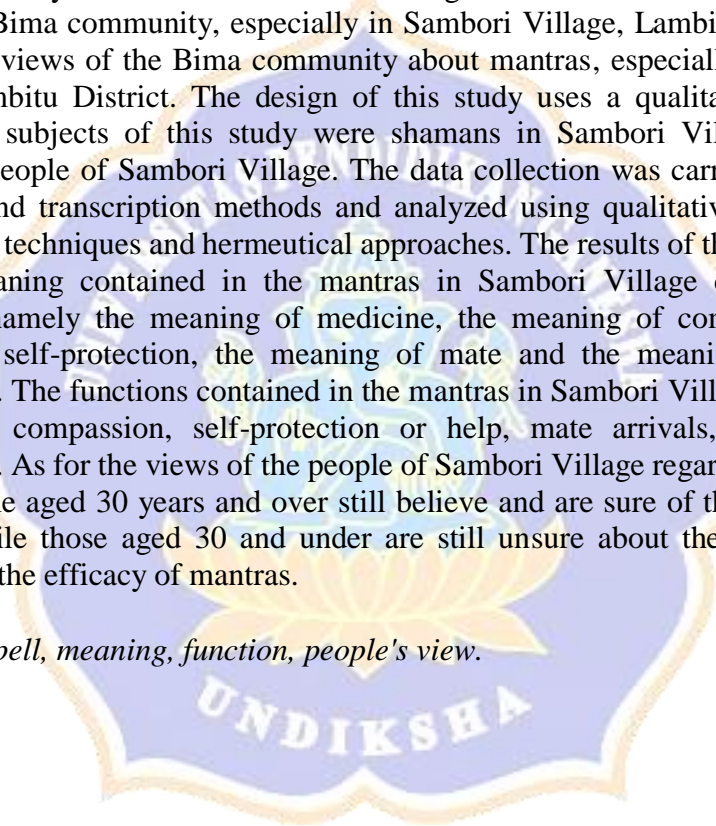 Bima community, especially in Sambori Village, Lambi
views of the Bima community about mantras, especial
mbitu District. The design of this study uses a qualita
subjects of this study were shamans in Sambori Vil
eople of Sambori Village. The data collection was carr
nd transcription methods and analyzed using qualitativ
techniques and hermeutical approaches. The results of th
aning contained in the mantras in Sambori Village
namely the meaning of medicine, the meaning of con
self-protection, the meaning of mate and the meani
. The functions contained in the mantras in Sambori Vill
compassion, self-protection or help, mate arrivals,
. As for the views of the people of Sambori Village regar
le aged 30 years and over still believe and are sure of th
ile those aged 30 and under are still unsure about the
the efficacy of mantras.
pell, meaning, function, people's view.
UNDIKSHA